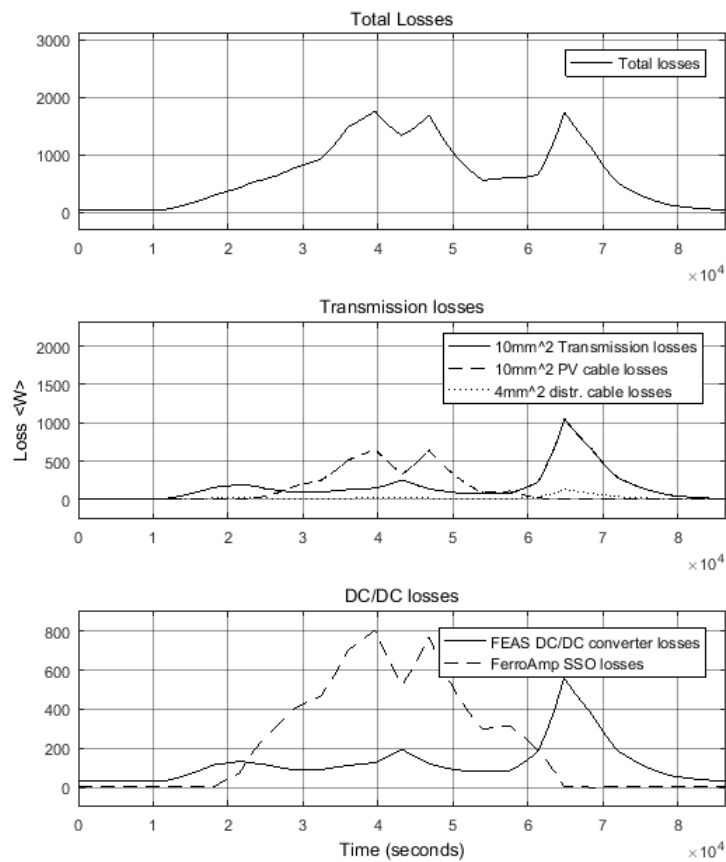 Total Losses
3000
2000
1000
0
Total losses
0 1 2 3 4 5 6 7 8
×10^4
Transmission losses
2000
1500
1000
500
0
10mm^2 Transmission losses
10mm^2 PV cable losses
4mm^2 distr. cable losses
Loss <W>
0 1 2 3 4 5 6 7 8
×10^4
DC/DC losses
800
600
400
200
0
FEAS DC/DC converter losses
FerroAmp SSO losses
0 1 2 3 4 5 6 7 8
Time (seconds)
×10^4